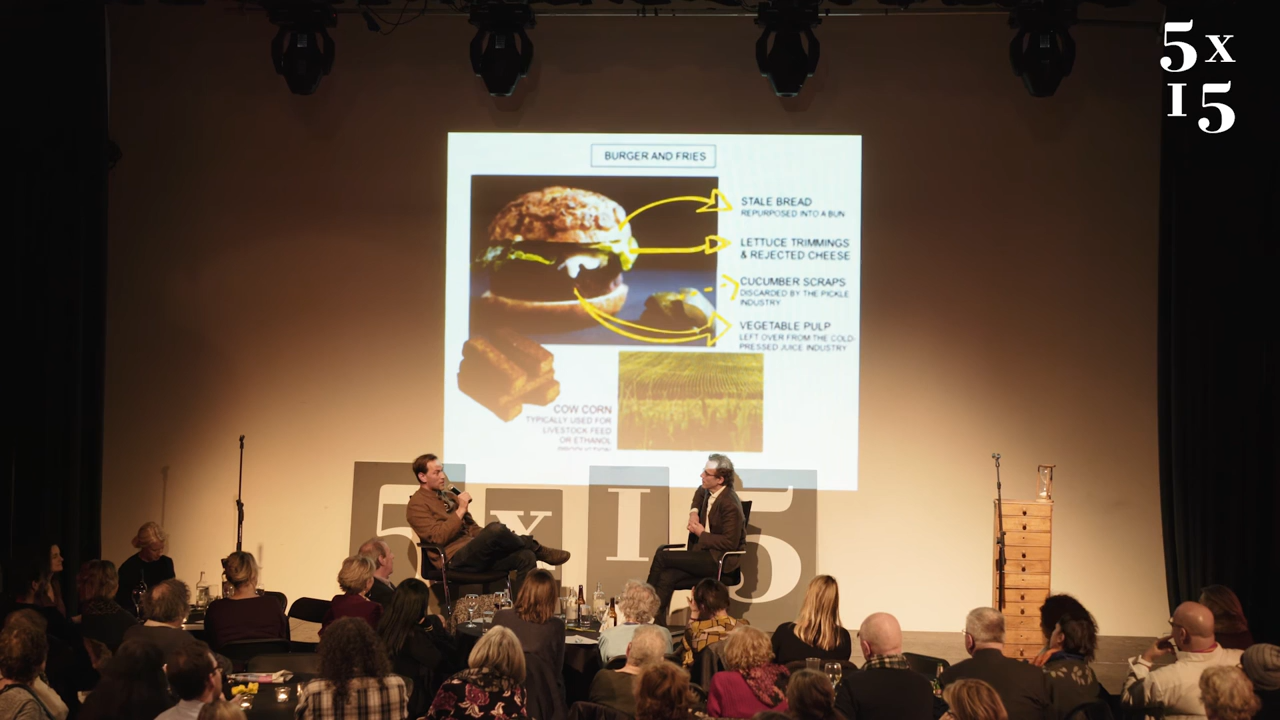 5 x
15
BURGER AND FRIES
STALE BREAD
REPURPOSED INTO A BUN
LETTUCE TRIMMINGS
& REJECTED CHEESE
CUCUMBER SCRAPS
DISCARDED BY THE PICKLE
INDUSTRY
VEGETABLE PULP
LEFT OVER FROM THE COLD-
PRESSED JUICE INDUSTRY
COW CORN
TYPICALLY USED FOR
LIVESTOCK FEED
OR ETHANOL
5 x 15